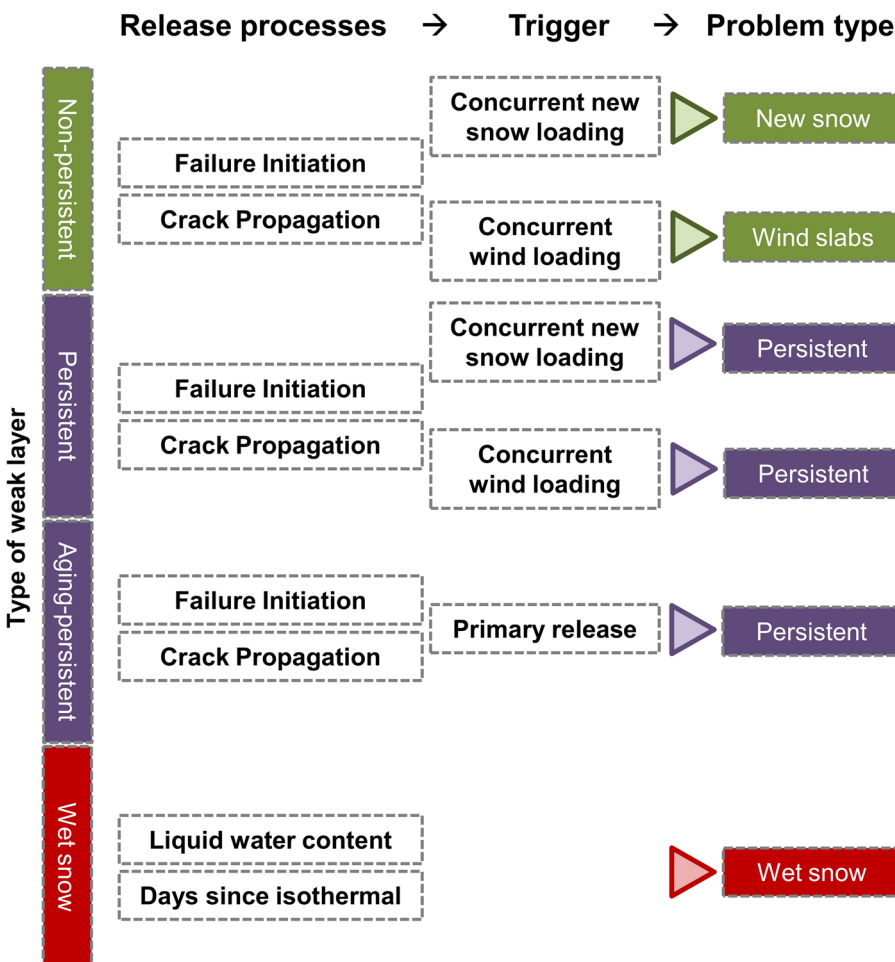 Release processes → Trigger → Problem type
Type of weak layer
Non-persistent
Failure Initiation
Crack Propagation
Concurrent new
snow loading
New snow
Concurrent
wind loading
Wind slabs
Persistent
Failure Initiation
Crack Propagation
Concurrent new
snow loading
Persistent
Concurrent
wind loading
Persistent
Aging-persistent
Failure Initiation
Crack Propagation
Primary release
Persistent
Wet snow
Liquid water content
Days since isothermal
Wet snow